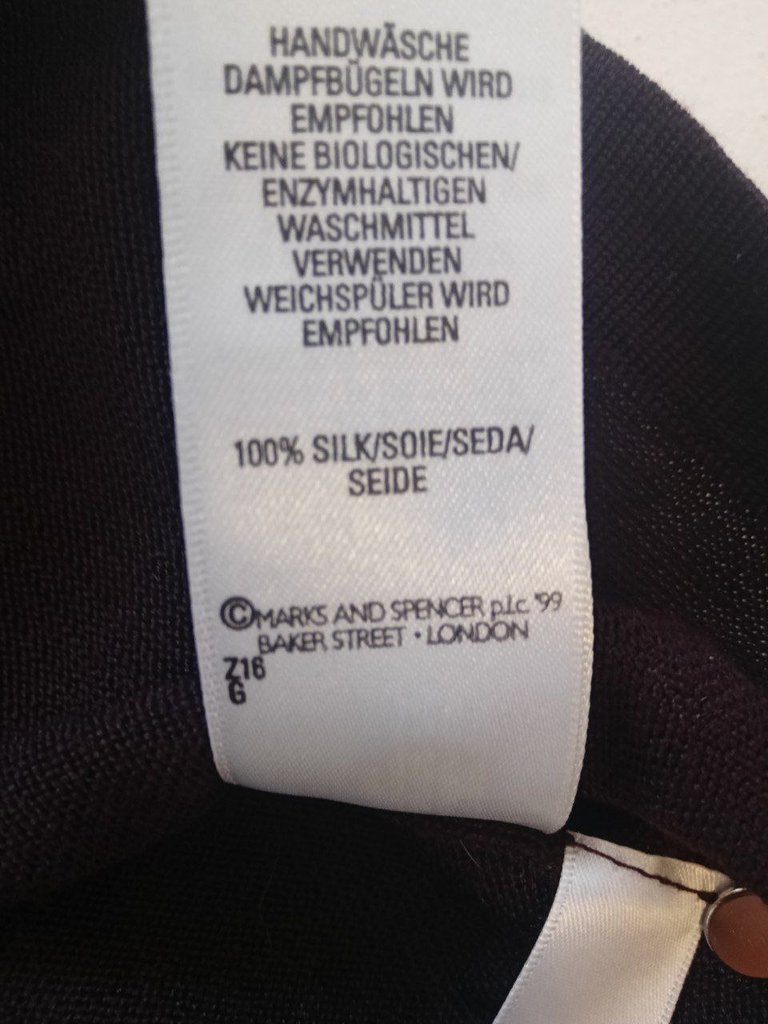 HANDWÄSCHE
DAMPFBÜGELN WIRD
EMPFOHLEN
KEINE BIOLOGISCHEN/
ENZYMHALTIGEN
WASCHMITTEL
VERWENDEN
WEICHSPÜLER WIRD
EMPFOHLEN
100% SILK/SOIE/SEDA/
SEIDE
©MARKS AND SPENCER p.l.c. '99
BAKER STREET • LONDON
Z16
G